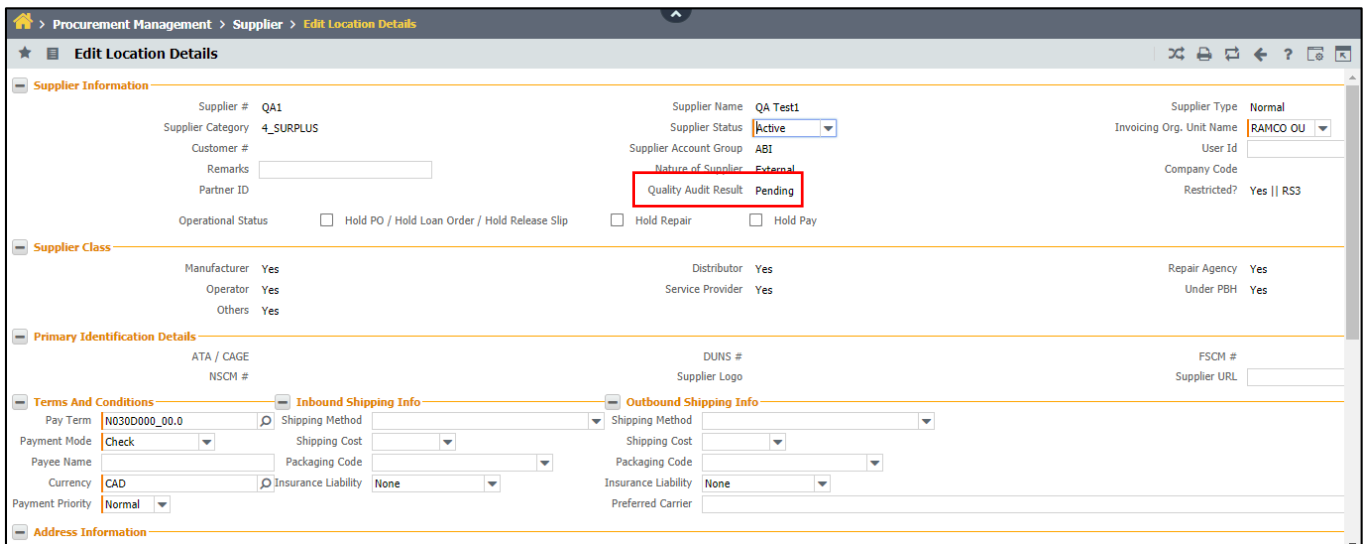 > Procurement Management > Supplier > Edit Location Details
Edit Location Details
?
Supplier Information
Supplier # QA1 Supplier Name QA Test1 Supplier Type Normal
Supplier Category 4_SURPLUS Supplier Status Active Invoicing Org. Unit Name RAMCO OU
Customer # Supplier Account Group ABI User Id
Remarks Nature of Supplier External Company Code
Partner ID Quality Audit Result Pending Restricted? Yes || RS3
Operational Status Hold PO / Hold Loan Order / Hold Release Slip Hold Repair Hold Pay
Supplier Class
Manufacturer Yes Distributor Yes Repair Agency Yes
Operator Yes Service Provider Yes Under PBH Yes
Others Yes
Primary Identification Details
ATA / CAGE DUNS # FSCM #
NSCM # Supplier Logo Supplier URL
Terms And Conditions Inbound Shipping Info Outbound Shipping Info
Pay Term N030D000_00.0 Shipping Method Shipping Method
Payment Mode Check Shipping Cost Shipping Cost
Payee Name Packaging Code Packaging Code
Currency CAD Insurance Liability None Insurance Liability None
Payment Priority Normal Preferred Carrier
Address Information